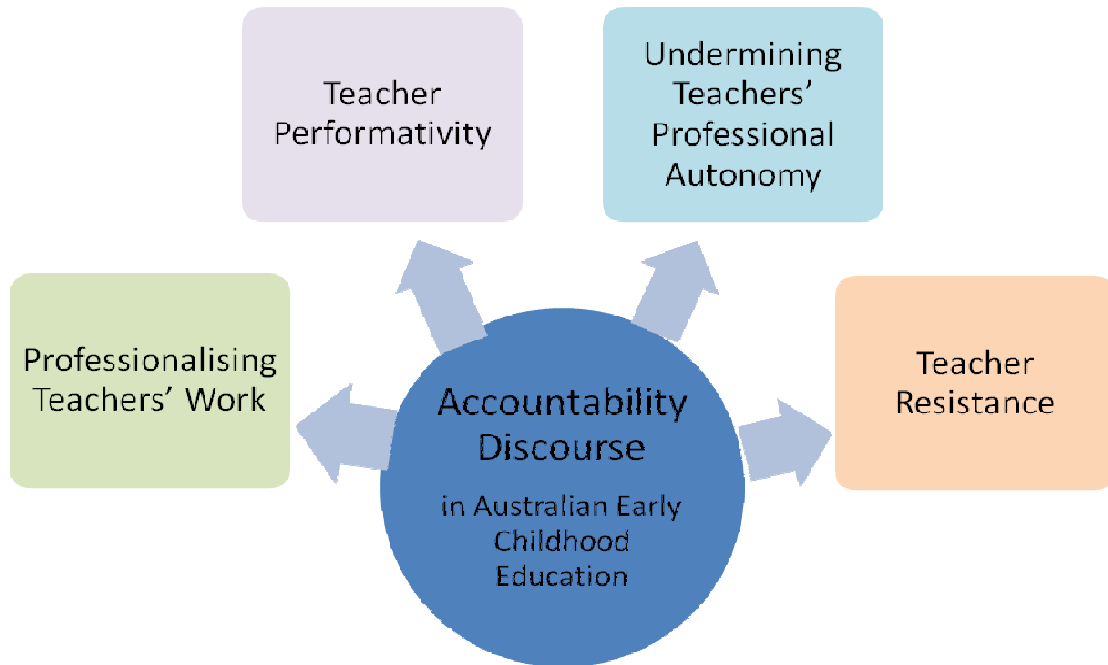 Teacher
Performativity
Undermining
Teachers’
Professional
Autonomy
Professionalising
Teachers’ Work
Teacher
Resistance
Accountability
Discourse
in Australian Early
Childhood
Education